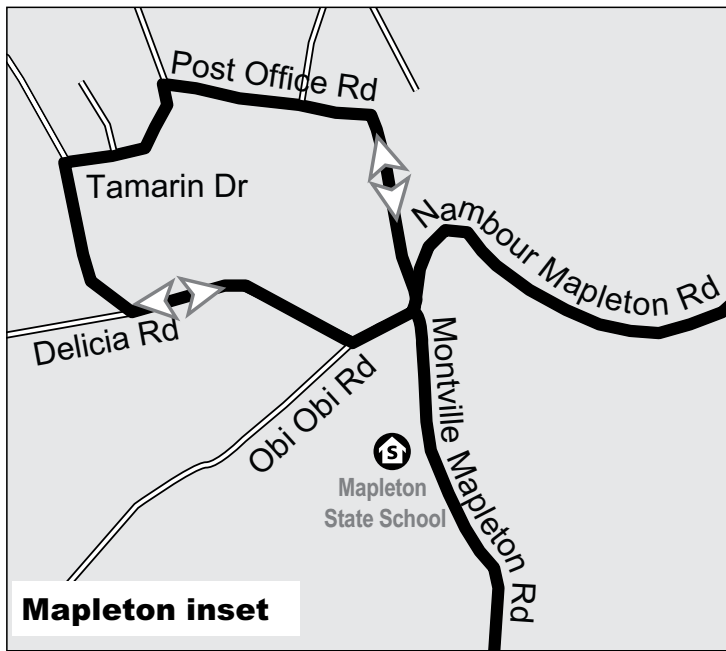 Post Office Rd
Tamarin Dr
Nambour Mapleton Rd
Delicia Rd
Obi Obi Rd
Montville Mapleton Rd
S
Mapleton
State School
Mapleton inset